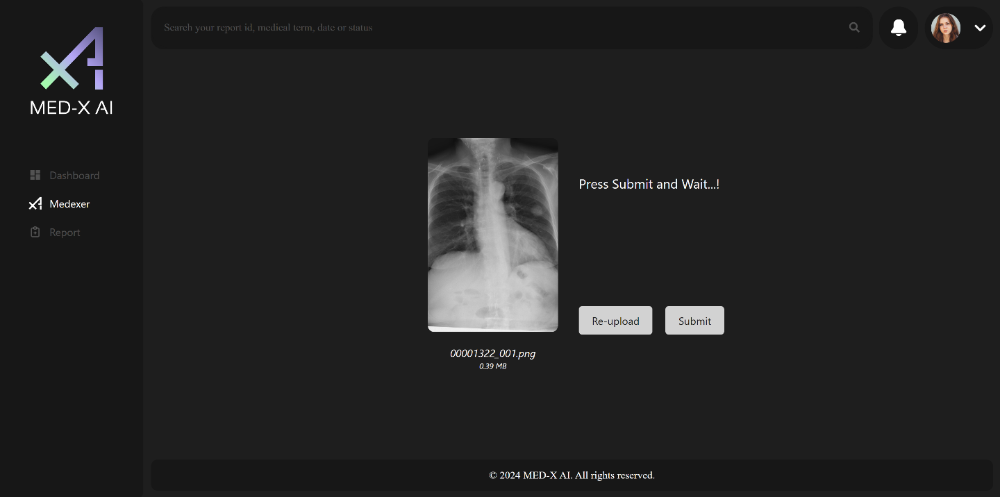 Search your report id, medical term, date or status
MED-X AI
Dashboard
Medexer
Report
Press Submit and Wait...!
Re-upload
Submit
00001322_001.png
0.39 MB
© 2024 MED-X AI. All rights reserved.